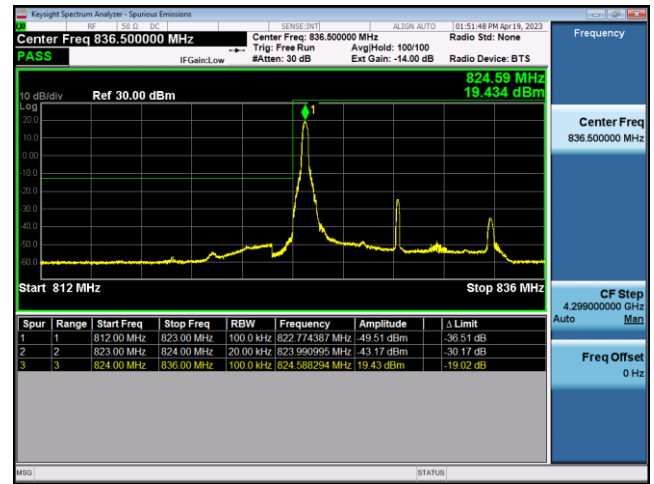 Keysight Spectrum Analyzer - Spurious Emissions
RF 50 Ω DC SENSE:INT ALIGN AUTO 01:51:48 PM Apr 19, 2023
Center Freq 836.500000 MHz Center Freq: 836.500000 MHz Radio Std: None
Trig: Free Run Avg|Hold: 100/100
PASS IFGain:Low #Atten: 30 dB Ext Gain: -14.00 dB Radio Device: BTS
824.59 MHz
10 dB/div Ref 30.00 dBm 19.434 dBm
Log
1
20.0
10.0
0.00
-10.0
-20.0
-30.0
-40.0
-50.0
-60.0
Start 812 MHz Stop 836 MHz
Spur Range Start Freq Stop Freq RBW Frequency Amplitude Δ Limit
1 1 812.00 MHz 823.00 MHz 100.0 kHz 822.774387 MHz -49.51 dBm -36.51 dB
2 2 823.00 MHz 824.00 MHz 20.00 kHz 823.990995 MHz -43.17 dBm -30.17 dB
3 3 824.00 MHz 836.00 MHz 100.0 kHz 824.588294 MHz 19.43 dBm -19.02 dB
MSG STATUS
Frequency
Center Freq
836.500000 MHz
CF Step
4.299000000 GHz
Auto Man
Freq Offset
0 Hz